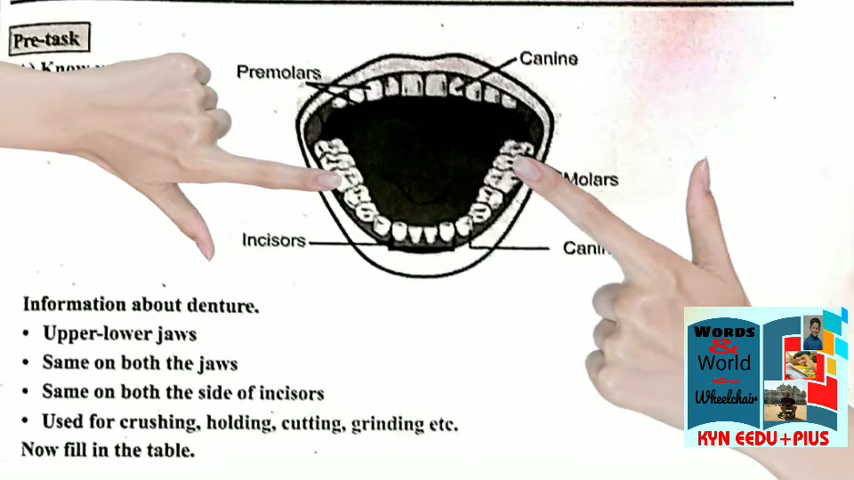 Pre-task
Know
Premolars
Canine
Molars
Incisors
Information about denture.
• Upper-lower jaws
• Same on both the jaws
• Same on both the side of incisors
• Used for crushing, holding, cutting, grinding etc.
Now fill in the table.
WORDS
&
World
Wheelchair
KYN EEDU+PlUS